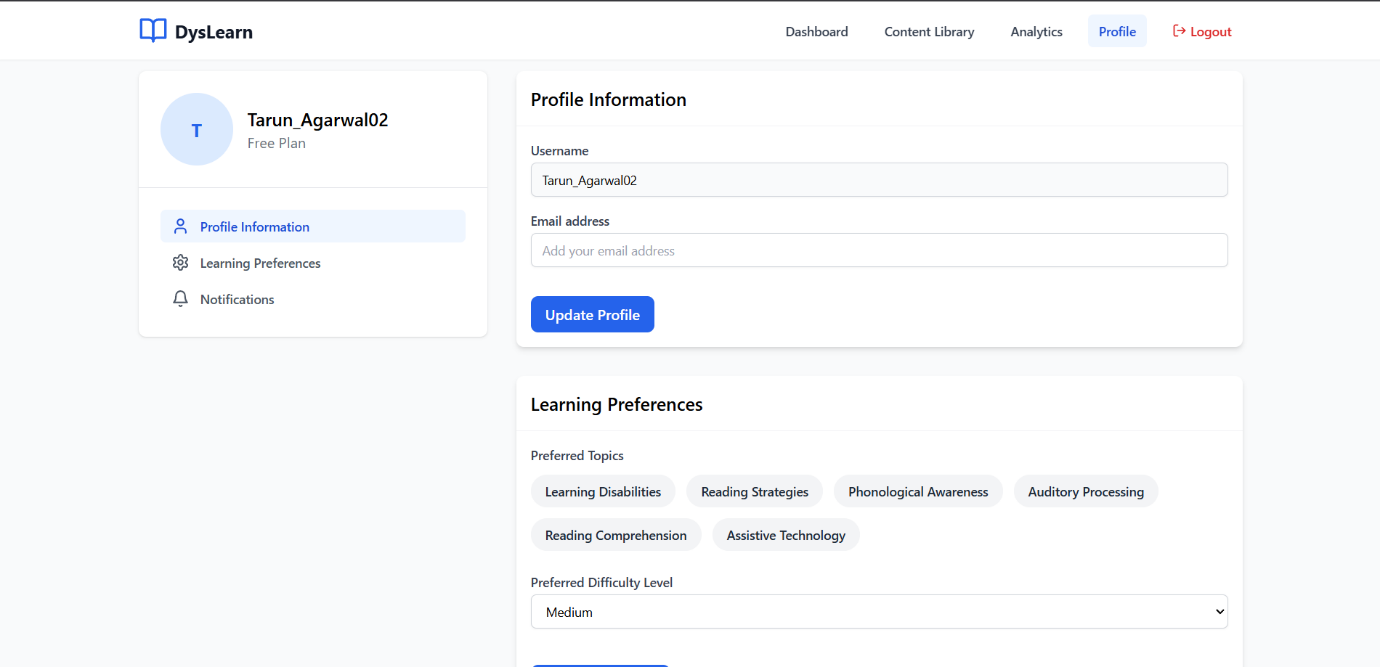 DysLearn
Dashboard Content Library Analytics Profile Logout
T
Tarun_Agarwal02
Free Plan
Profile Information
Learning Preferences
Notifications
Profile Information
Username
Tarun_Agarwal02
Email address
Add your email address
Update Profile
Learning Preferences
Preferred Topics
Learning Disabilities Reading Strategies Phonological Awareness Auditory Processing
Reading Comprehension Assistive Technology
Preferred Difficulty Level
Medium